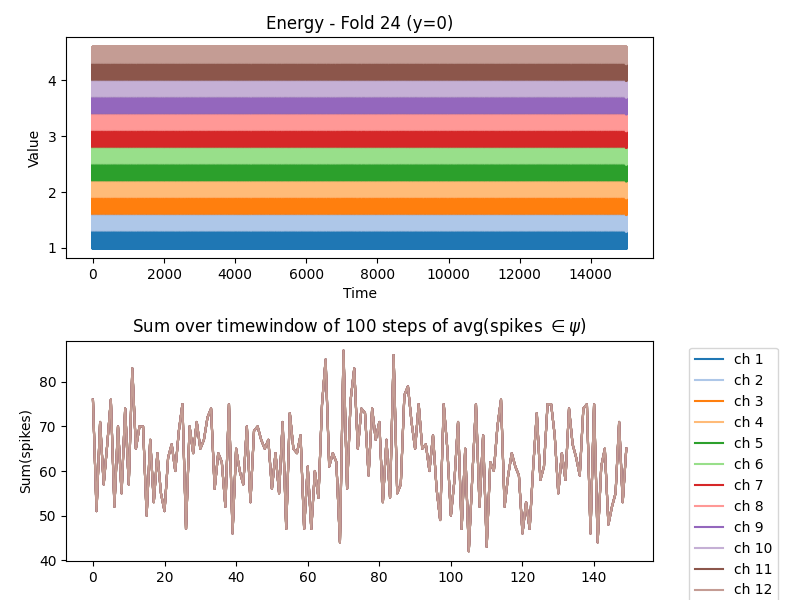 Energy - Fold 24 (y=0)
Value
4
3
2
1
0 2000 4000 6000 8000 10000 12000 14000
Time
Sum over timewindow of 100 steps of avg(spikes ∈ ψ)
Sum(spikes)
80
70
60
50
40
0 20 40 60 80 100 120 140
ch 1
ch 2
ch 3
ch 4
ch 5
ch 6
ch 7
ch 8
ch 9
ch 10
ch 11
ch 12